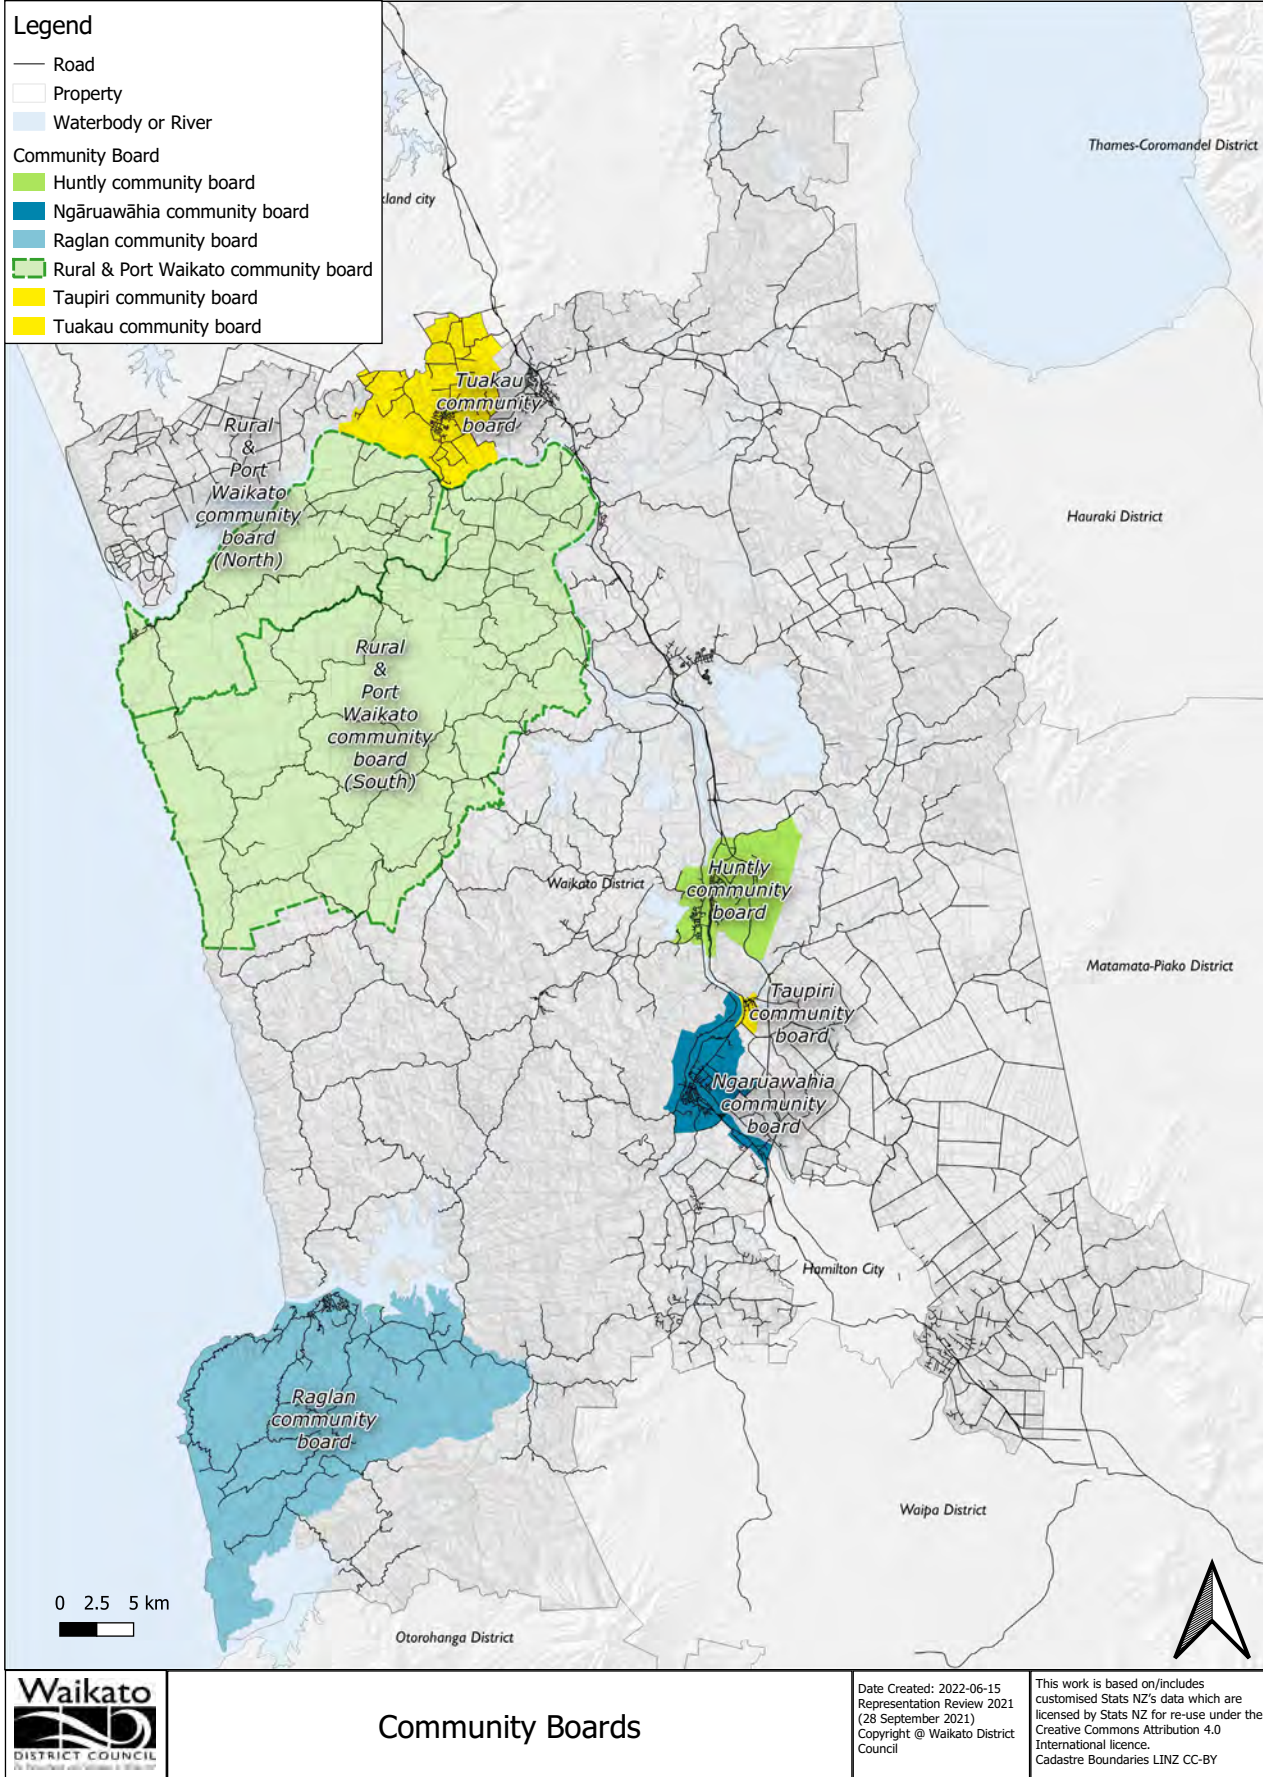 Legend
Road
Property
Waterbody or River
Community Board
Huntly community board
Ngāruawāhia community board
Raglan community board
Rural & Port Waikato community board
Taupiri community board
Tuakau community board
kland city
Thames-Coromandel District
Tuakau
community
board
Rural
&
Port
Waikato
community
board
(North)
Hauraki District
Rural
&
Port
Waikato
community
board
(South)
Waikato District
Huntly
community
board
Matamata-Piako District
Taupiri
community
board
Ngaruawahia
community
board
Hamilton City
Raglan
community
board
Waipa District
0 2.5 5 km
Otorohanga District
Waikato
DISTRICT COUNCIL
Community Boards
Date Created: 2022-06-15
Representation Review 2021
(28 September 2021)
Copyright @ Waikato District
Council
This work is based on/includes
customised Stats NZ's data which are
licensed by Stats NZ for re-use under the
Creative Commons Attribution 4.0
International licence.
Cadastre Boundaries LINZ CC-BY